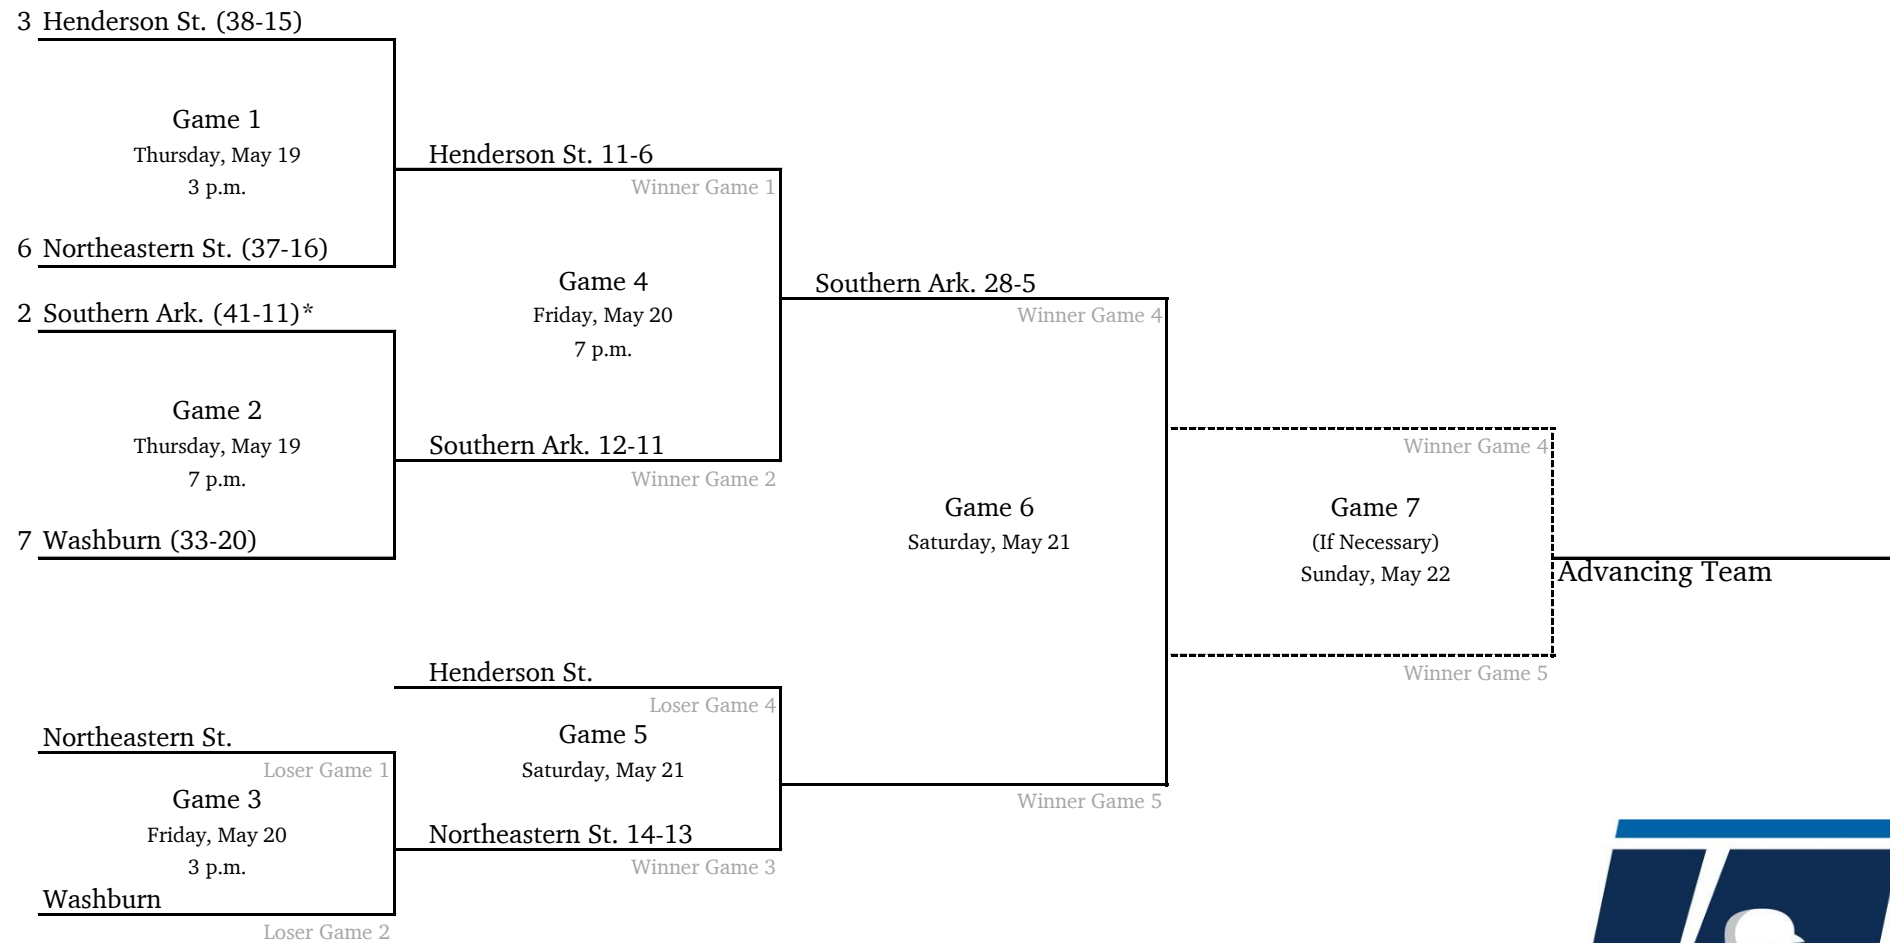 3 Henderson St. (38-15)
Game 1
Thursday, May 19
3 p.m.
6 Northeastern St. (37-16)
2 Southern Ark. (41-11)*
Game 2
Thursday, May 19
7 p.m.
7 Washburn (33-20)
Henderson St. 11-6
Winner Game 1
Game 4
Friday, May 20
7 p.m.
Southern Ark. 12-11
Winner Game 2
Southern Ark. 28-5
Winner Game 4
Game 6
Saturday, May 21
Winner Game 4
Game 7
(If Necessary)
Sunday, May 22
Winner Game 5
Advancing Team
Henderson St.
Loser Game 4
Game 5
Saturday, May 21
Northeastern St. 14-13
Winner Game 3
Winner Game 5
Northeastern St.
Loser Game 1
Game 3
Friday, May 20
3 p.m.
Washburn
Loser Game 2